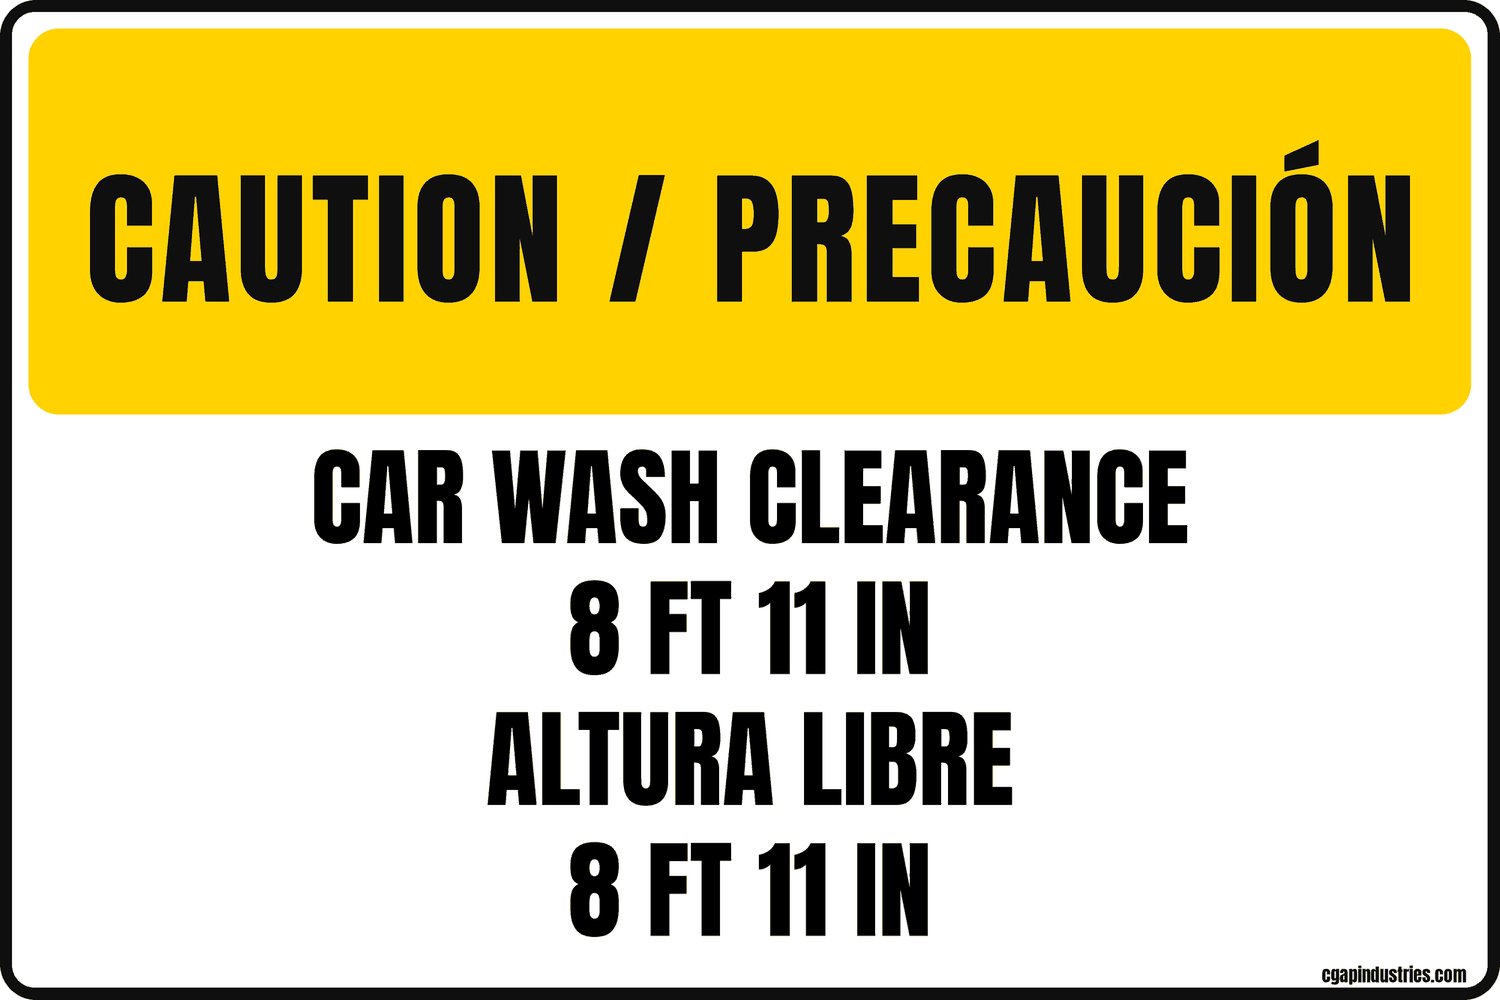 CAUTION / PRECAUCIÓN
CAR WASH CLEARANCE
8 FT 11 IN
ALTURA LIBRE
8 FT 11 IN
cgapindustries.com